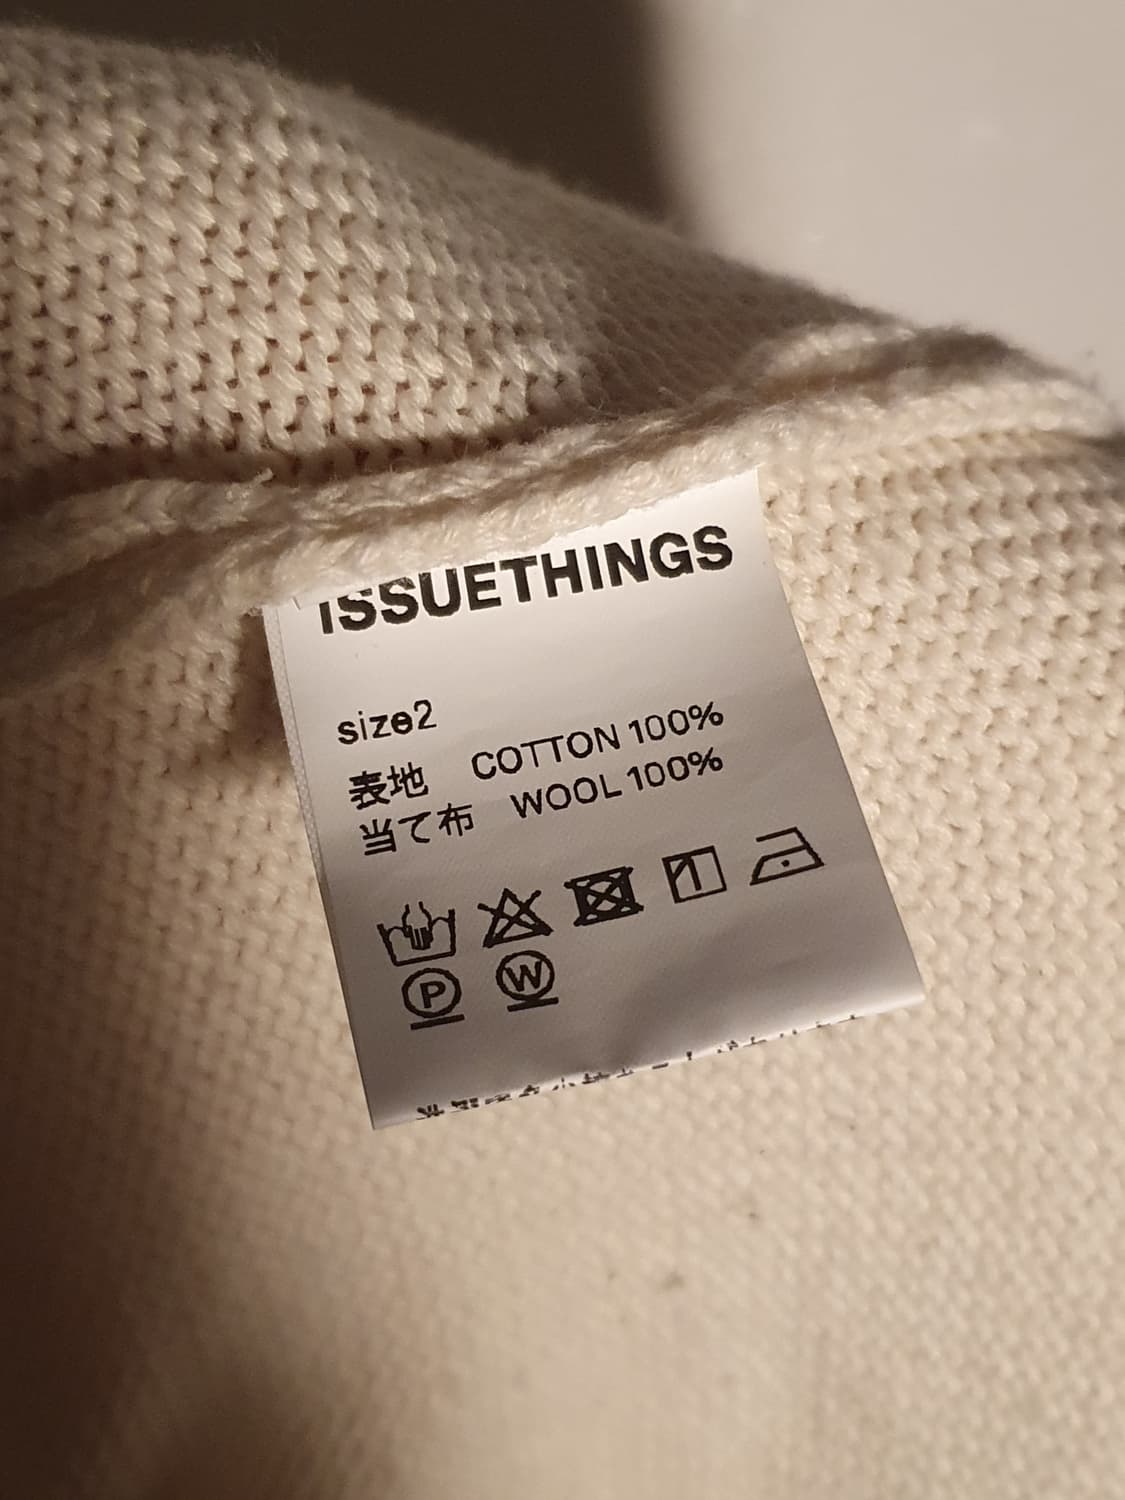 ISSUETHINGS
size2
表地 COTTON 100%
当て布 WOOL 100%
P W